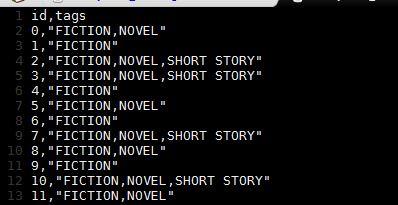 1 id,tags
2 0,"FICTION,NOVEL"
3 1,"FICTION"
4 2,"FICTION,NOVEL,SHORT STORY"
5 3,"FICTION,NOVEL,SHORT STORY"
6 4,"FICTION"
7 5,"FICTION,NOVEL"
8 6,"FICTION"
9 7,"FICTION,NOVEL,SHORT STORY"
10 8,"FICTION,NOVEL"
11 9,"FICTION"
12 10,"FICTION,NOVEL,SHORT STORY"
13 11,"FICTION,NOVEL"